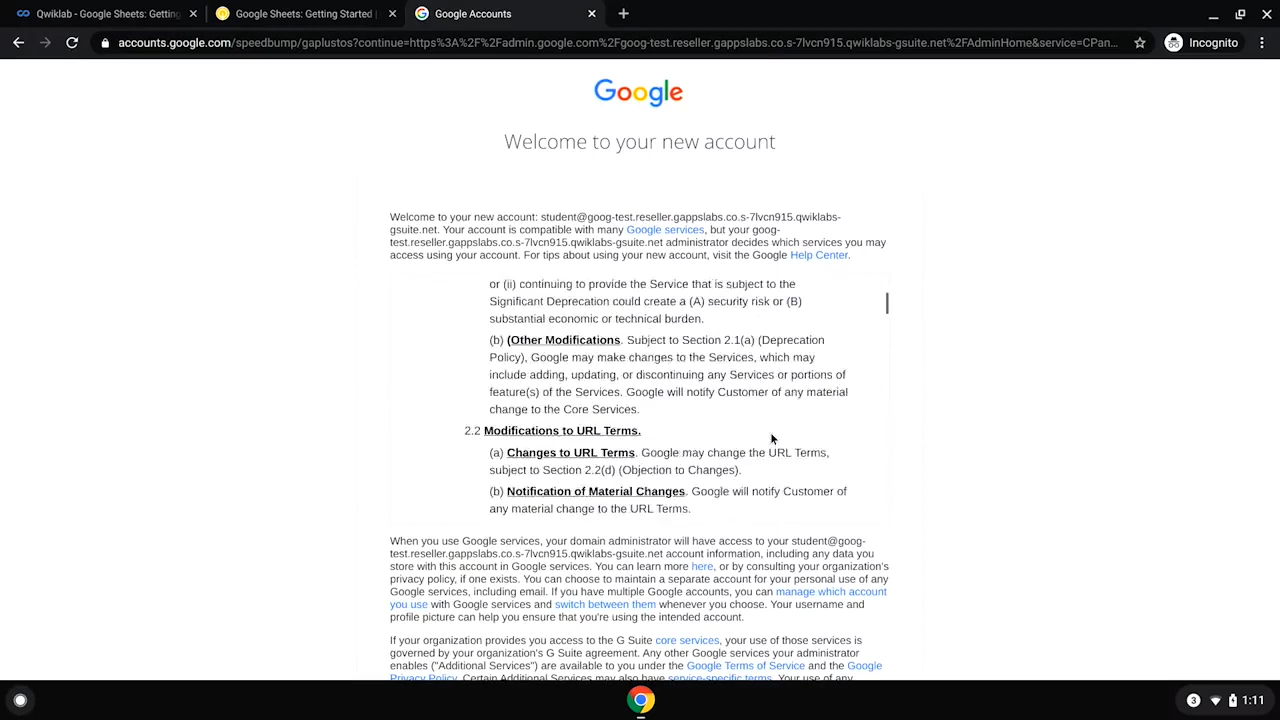 Qwiklab - Google Sheets: Getting
Google Sheets: Getting Started |
Google Accounts
accounts.google.com/speedbump/gaplustos?continue=https%3A%2F%2Fadmin.google.com%2Fgoog-test.reseller.gappslabs.co.s-7lvcn915.qwiklabs-gsuite.net%2FAdminHome&service=CPan...
Incognito
Google
Welcome to your new account
Welcome to your new account: student@goog-test.reseller.gappslabs.co.s-7lvcn915.qwiklabs-
gsuite.net. Your account is compatible with many Google services, but your goog-
test.reseller.gappslabs.co.s-7lvcn915.qwiklabs-gsuite.net administrator decides which services you may
access using your account. For tips about using your new account, visit the Google Help Center.
or (ii) continuing to provide the Service that is subject to the
Significant Deprecation could create a (A) security risk or (B)
substantial economic or technical burden.
(b) (Other Modifications. Subject to Section 2.1(a) (Deprecation
Policy), Google may make changes to the Services, which may
include adding, updating, or discontinuing any Services or portions of
feature(s) of the Services. Google will notify Customer of any material
change to the Core Services.
2.2 Modifications to URL Terms.
(a) Changes to URL Terms. Google may change the URL Terms,
subject to Section 2.2(d) (Objection to Changes).
(b) Notification of Material Changes. Google will notify Customer of
any material change to the URL Terms.
When you use Google services, your domain administrator will have access to your student@goog-
test.reseller.gappslabs.co.s-7lvcn915.qwiklabs-gsuite.net account information, including any data you
store with this account in Google services. You can learn more here, or by consulting your organization's
privacy policy, if one exists. You can choose to maintain a separate account for your personal use of any
Google services, including email. If you have multiple Google accounts, you can manage which account
you use with Google services and switch between them whenever you choose. Your username and
profile picture can help you ensure that you're using the intended account.
If your organization provides you access to the G Suite core services, your use of those services is
governed by your organization's G Suite agreement. Any other Google services your administrator
enables ("Additional Services") are available to you under the Google Terms of Service and the Google
Privacy Policy. Certain Additional Services may also have service-specific terms. Your use of any
3
1:11